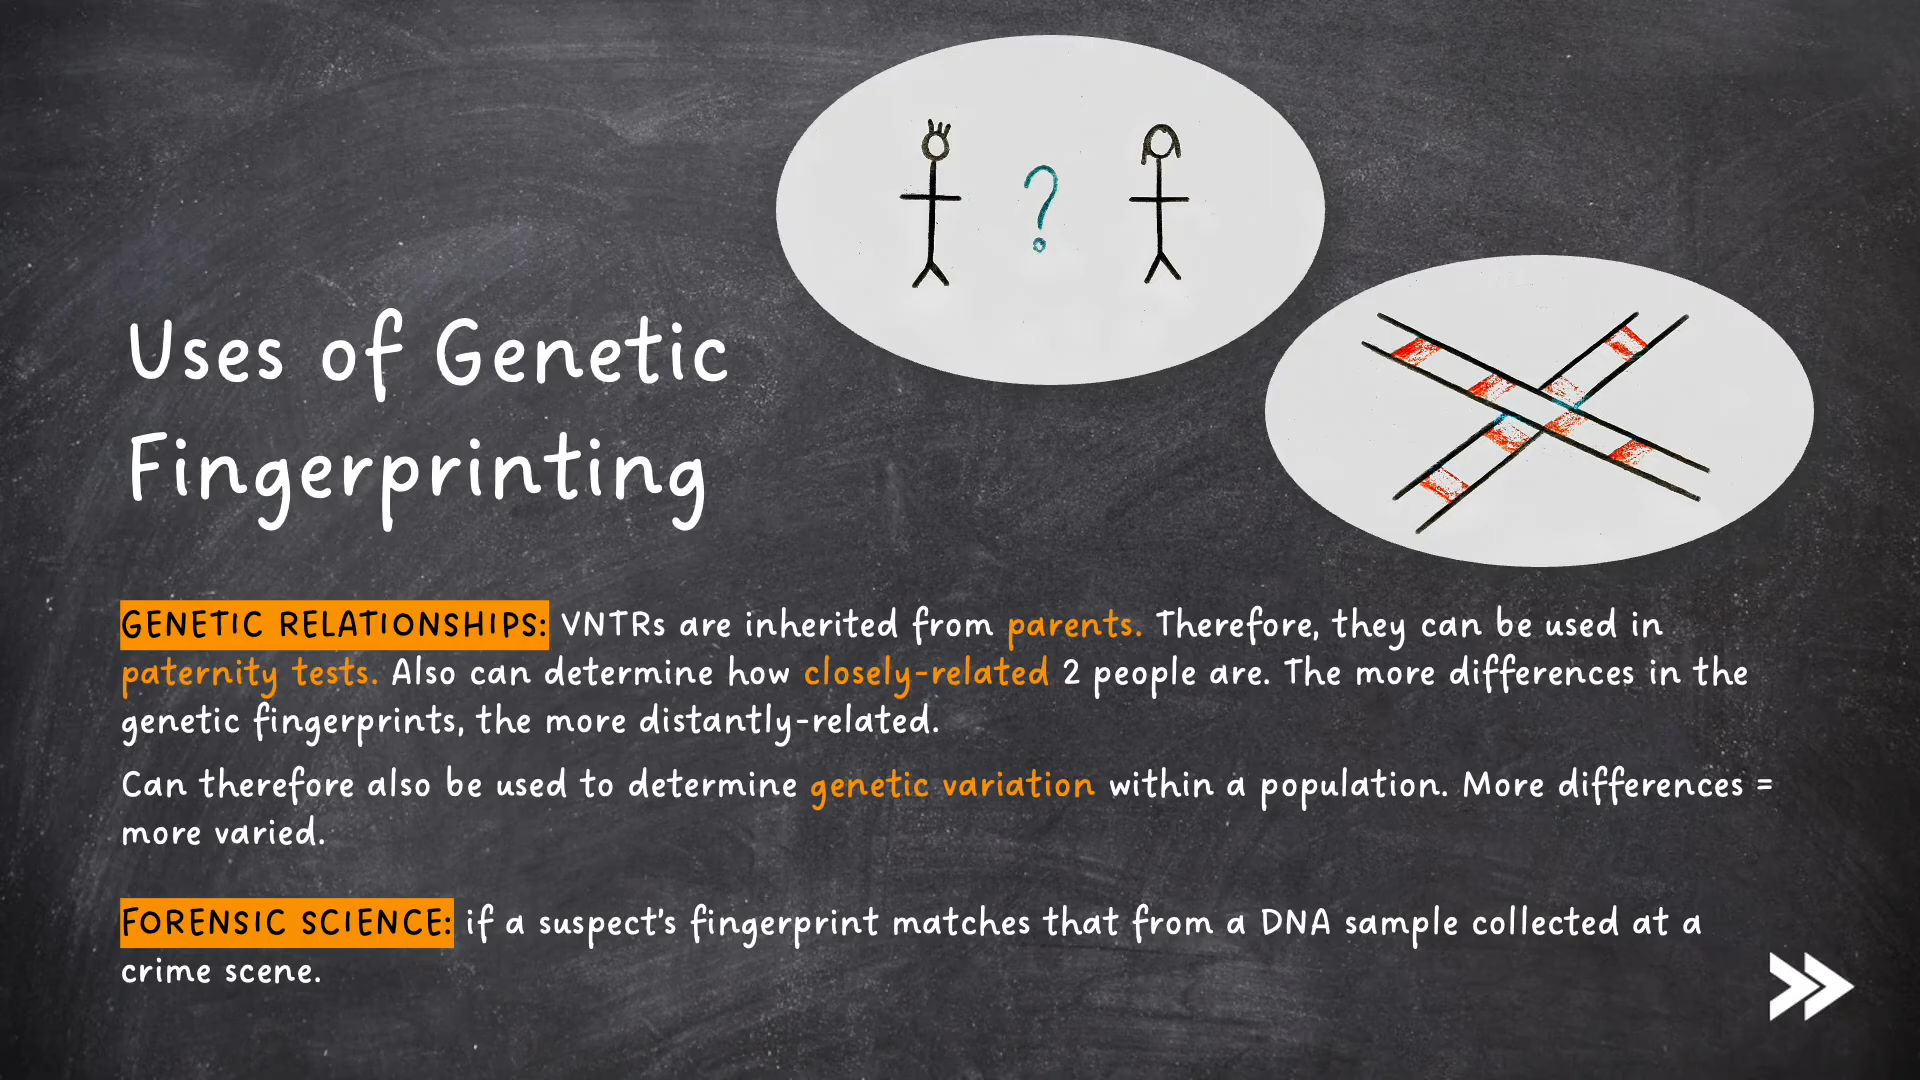 ?
Uses of Genetic
Fingerprinting
GENETIC RELATIONSHIPS: VNTRs are inherited from parents. Therefore, they can be used in
paternity tests. Also can determine how closely-related 2 people are. The more differences in the
genetic fingerprints, the more distantly-related.
Can therefore also be used to determine genetic variation within a population. More differences =
more varied.
FORENSIC SCIENCE: if a suspect's fingerprint matches that from a DNA sample collected at a
crime scene.